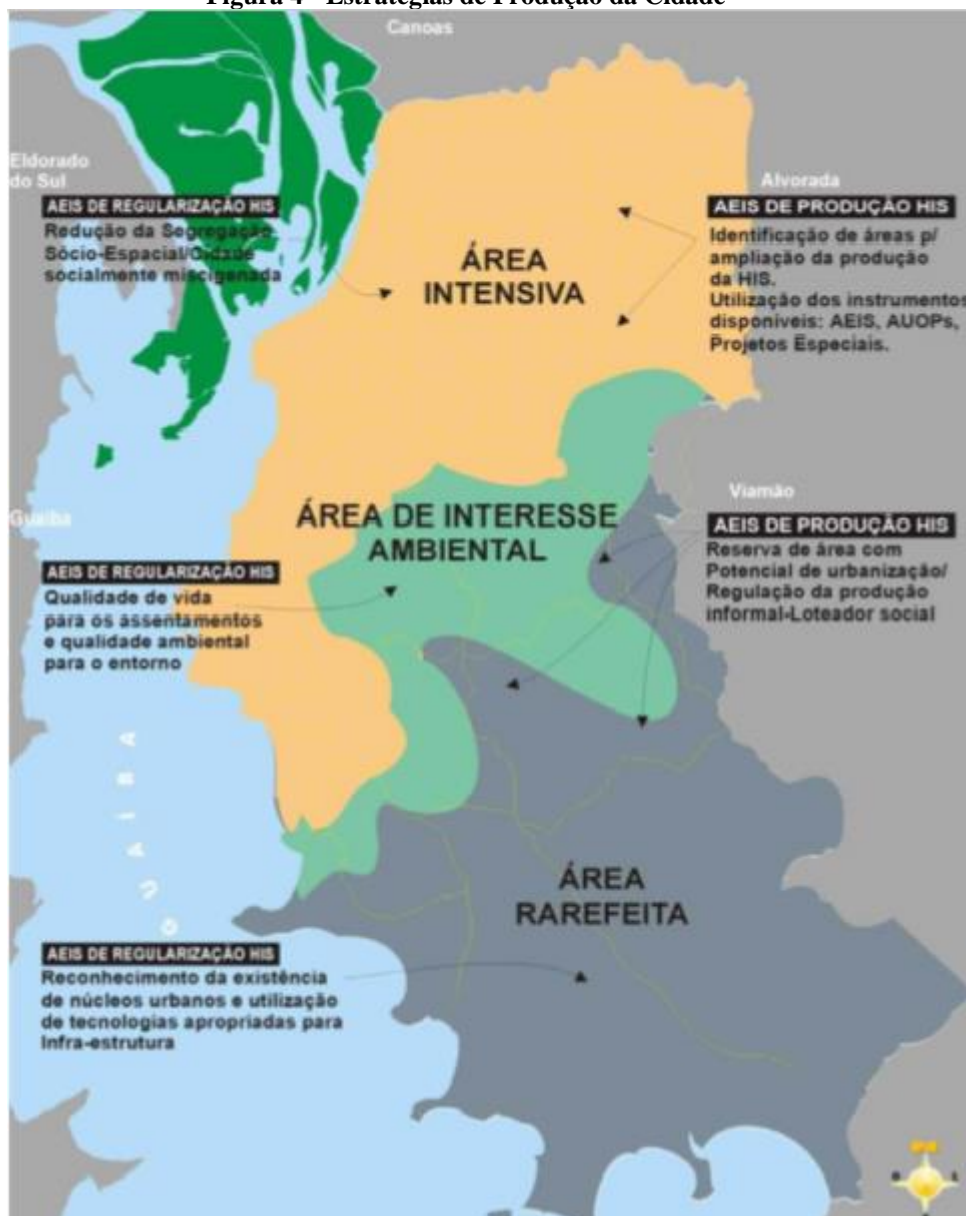 Figura 4 - Estratégias de Produção da Cidade
Canoas
Eldorado
do Sul
Alvorada
AEIS DE REGULARIZAÇÃO HIS
Redução da Segregação
Sócio-Espacial/Cidade
socialmente miscigenada
AEIS DE PRODUÇÃO HIS
Identificação de áreas p/
ampliação da produção
da HIS.
Utilização dos instrumentos
disponíveis: AEIS, AUOPs,
Projetos Especiais.
ÁREA
INTENSIVA
Guaíba
Viamão
ÁREA DE INTERESSE
AMBIENTAL
AEIS DE PRODUÇÃO HIS
Reserva de área com
Potencial de urbanização/
Regulação da produção
informal-Loteador social
AEIS DE REGULARIZAÇÃO HIS
Qualidade de vida
para os assentamentos
e qualidade ambiental
para o entorno
GUAÍBA
ÁREA
RAREFEITA
AEIS DE REGULARIZAÇÃO HIS
Reconhecimento da existência
de núcleos urbanos e utilização
de tecnologias apropriadas para
Infra-estrutura